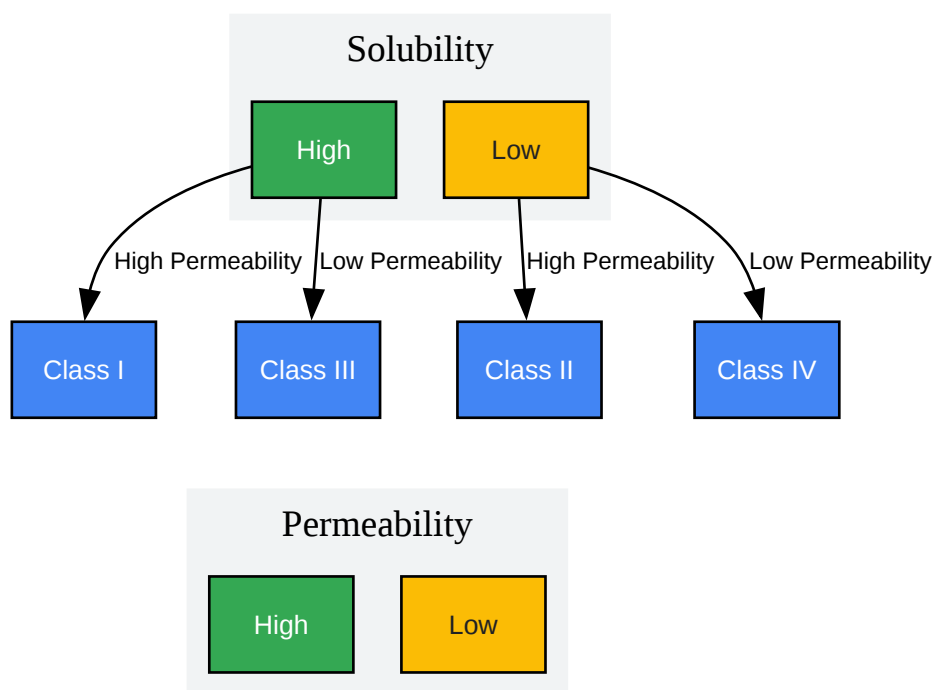 Solubility
High
Low
High Permeability
Low Permeability
High Permeability
Low Permeability
Class I
Class III
Class II
Class IV
Permeability
High
Low